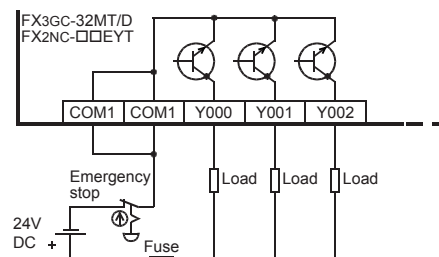 FX3GC-32MT/D
FX2NC-□□EYT
COM1 COM1 Y000 Y001 Y002
Emergency
stop
Load Load Load
24V
DC +
Fuse